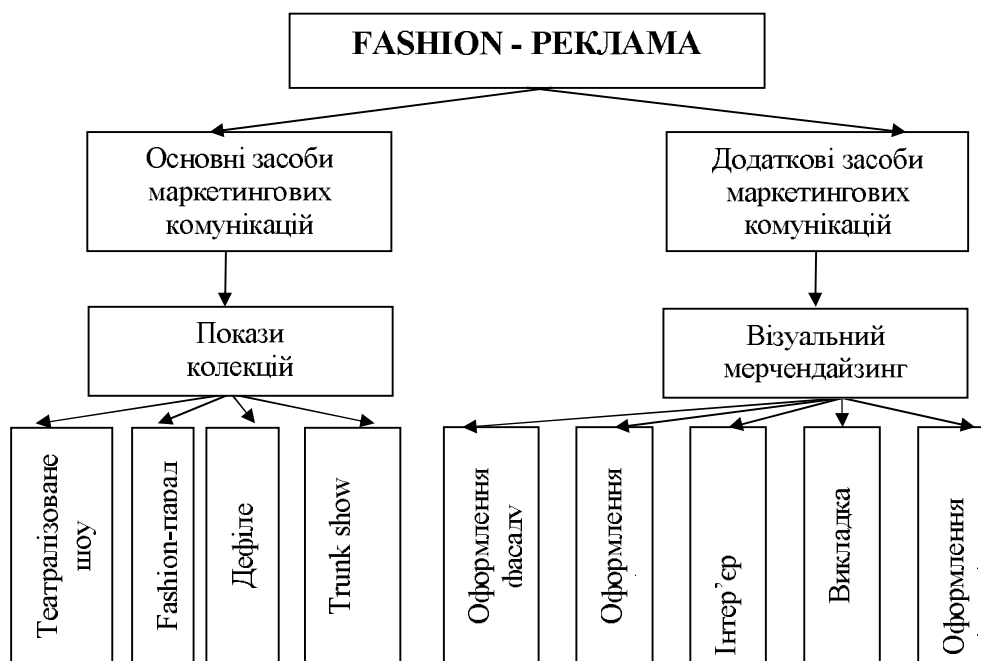 FASHION - РЕКЛАМА
Основні засоби
маркетингових
комунікацій
Додаткові засоби
маркетингових
комунікацій
Покази
колекцій
Візуальний
мерчендайзинг
Театралізоване
шоу
Fashion-парад
Дефіле
Trunk show
Оформлення
фасаду
Оформлення
Інтер’єр
Викладка
Оформлення